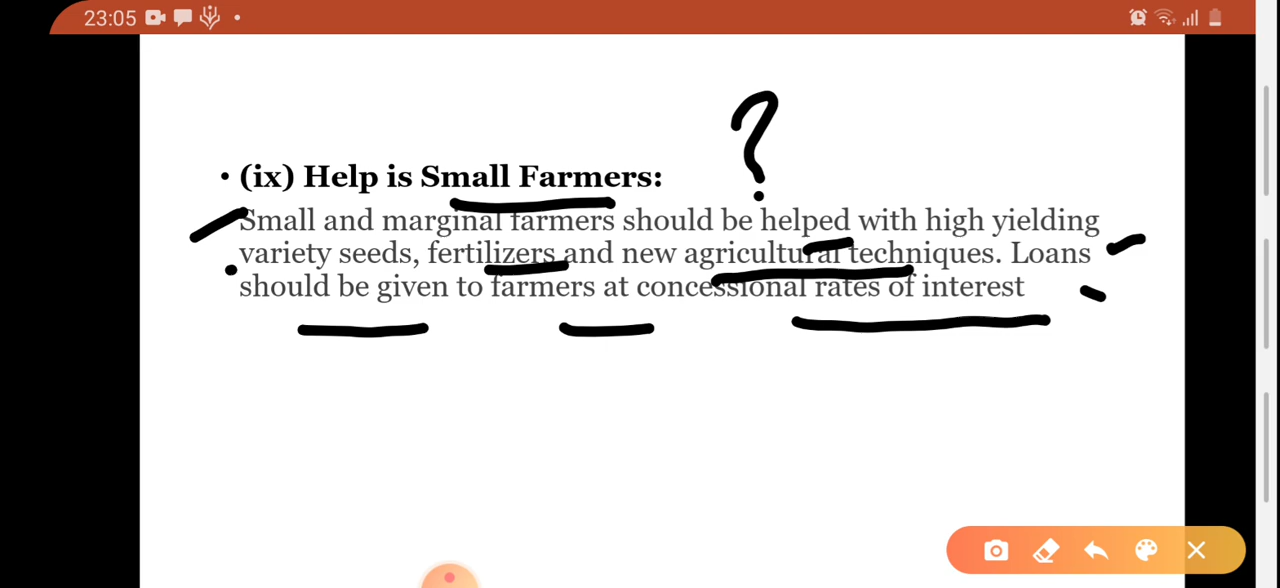 23:05
?
• (ix) Help is Small Farmers:
Small and marginal farmers should be helped with high yielding
variety seeds, fertilizers and new agricultural techniques. Loans
should be given to farmers at concessional rates of interest